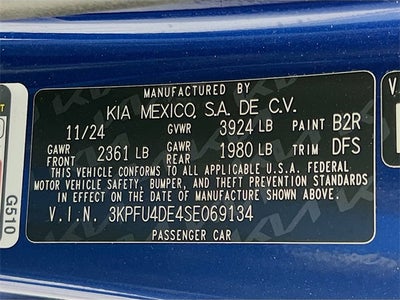 MANUFACTURED BY
KIA MEXICO, S.A. DE C.V.
11/24 GVWR 3924 LB PAINT B2R
GAWR FRONT 2361 LB GAWR REAR 1980 LB TRIM DFS
THIS VEHICLE CONFORMS TO ALL APPLICABLE U.S.A. FEDERAL
MOTOR VEHICLE SAFETY, BUMPER, AND THEFT PREVENTION STANDARDS
IN EFFECT ON THE DATE OF MANUFACTURE SHOWN ABOVE.
V.I.N. 3KPFU4DE4SE069134
PASSENGER CAR
G510